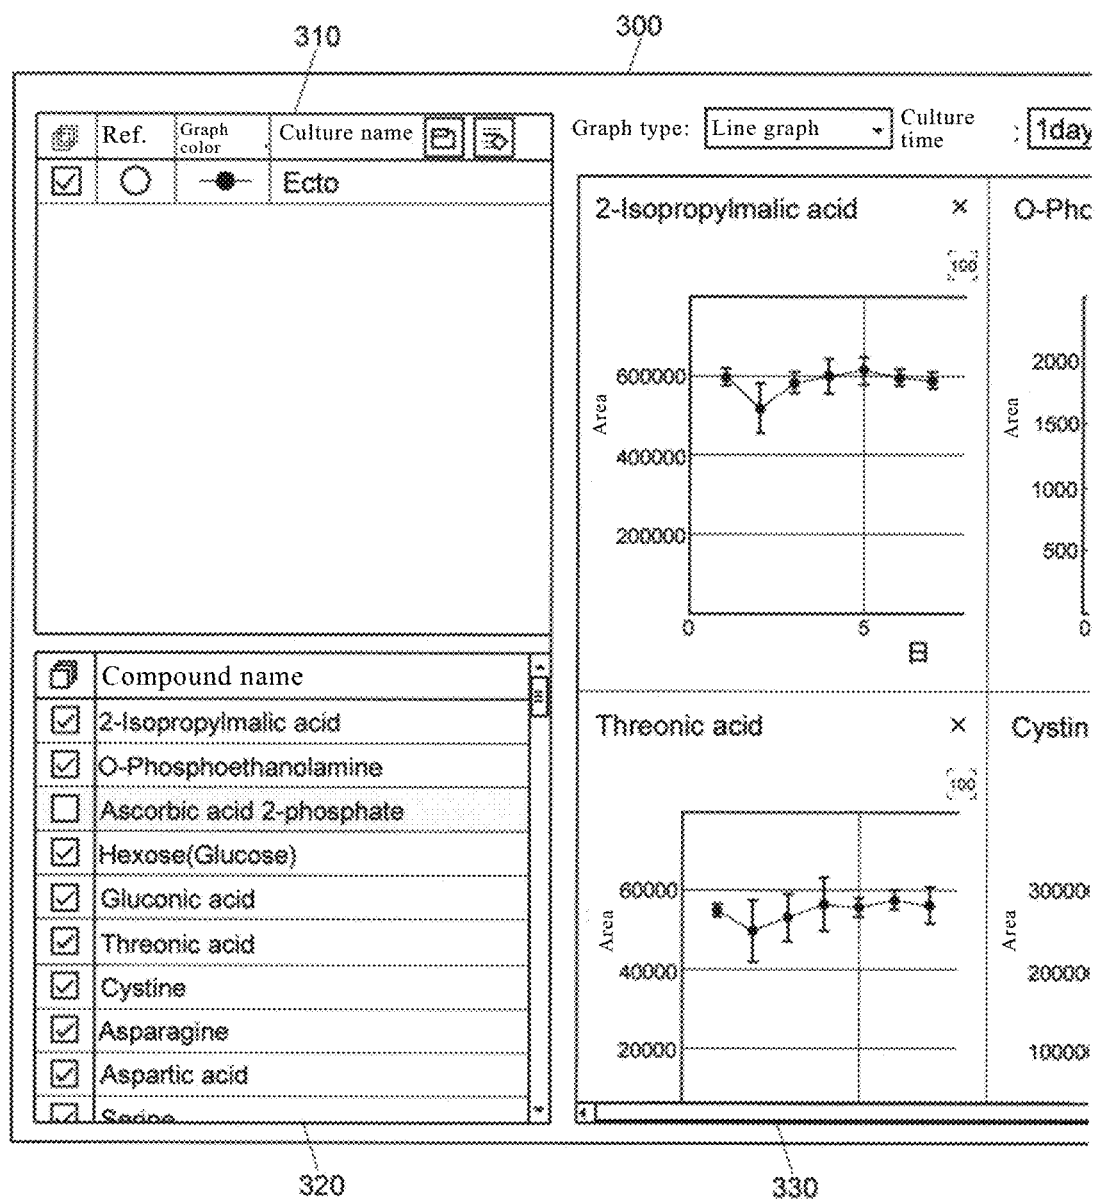 310
300
Ref.
Graph
color
Culture name
Graph type:
Line graph
Culture
time
:
1day
Ecto
2-Isopropylmalic acid
×
O-Pho
100
600000
400000
200000
Area
0
5
日
2000
1500
1000
500
Area
0
Compound name
2-Isopropylmalic acid
O-Phosphoethanolamine
Ascorbic acid 2-phosphate
Hexose(Glucose)
Gluconic acid
Threonic acid
Cystine
Asparagine
Aspartic acid
Serine
Threonic acid
×
Cystin
100
60000
40000
20000
Area
30000
20000
10000
Area
320
330